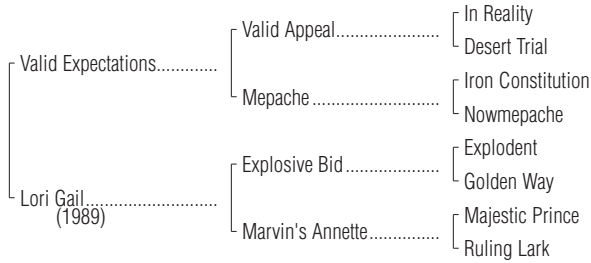 In Reality
Valid Appeal........................
Desert Trial
Valid Expectations.............
Iron Constitution
Mepache.............................
Nowmepache
Explodent
Explosive Bid......................
Golden Way
Lori Gail............................
(1989)
Majestic Prince
Marvin's Annette................
Ruling Lark